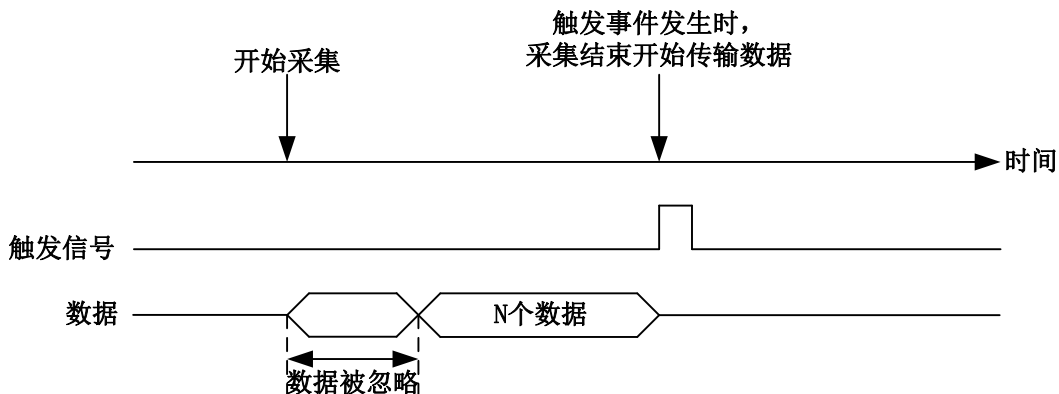 触发事件发生时，
采集结束开始传输数据
开始采集
时间
触发信号
数据
N个数据
数据被忽略